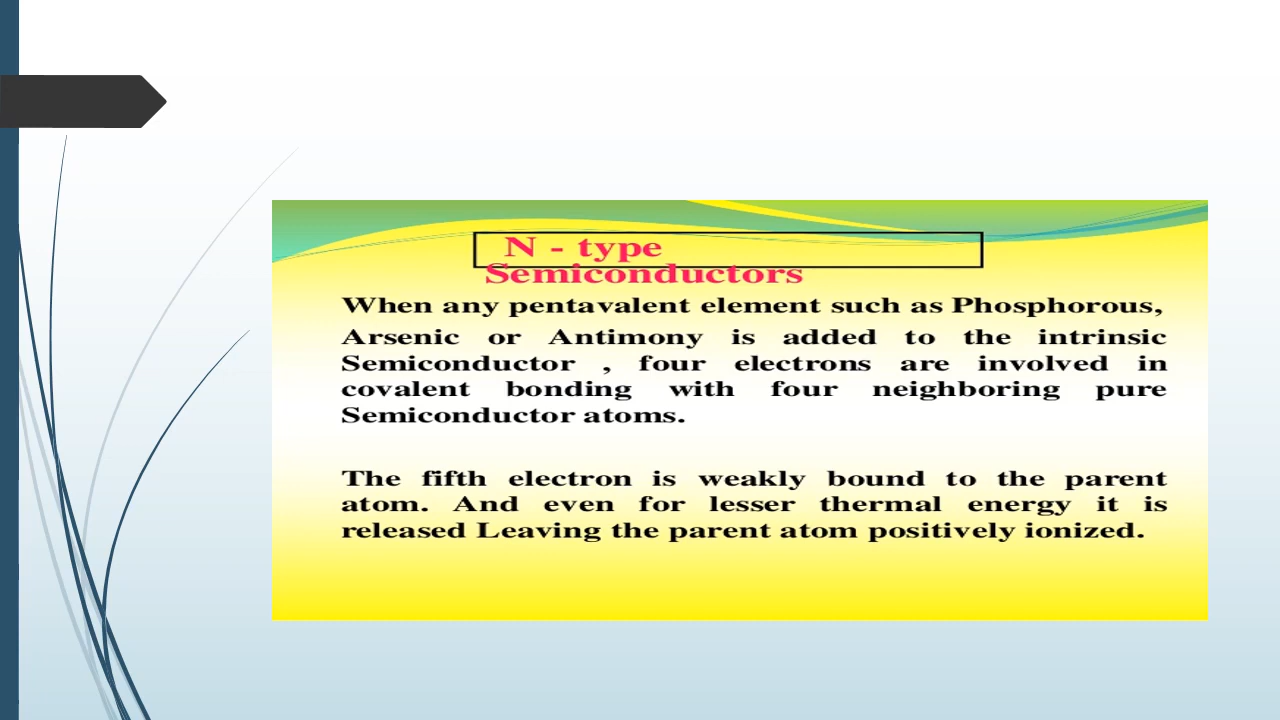 N - type
Semiconductors
When any pentavalent element such as Phosphorous,
Arsenic or Antimony is added to the intrinsic
Semiconductor , four electrons are involved in
covalent bonding with four neighboring pure
Semiconductor atoms.
The fifth electron is weakly bound to the parent
atom. And even for lesser thermal energy it is
released Leaving the parent atom positively ionized.